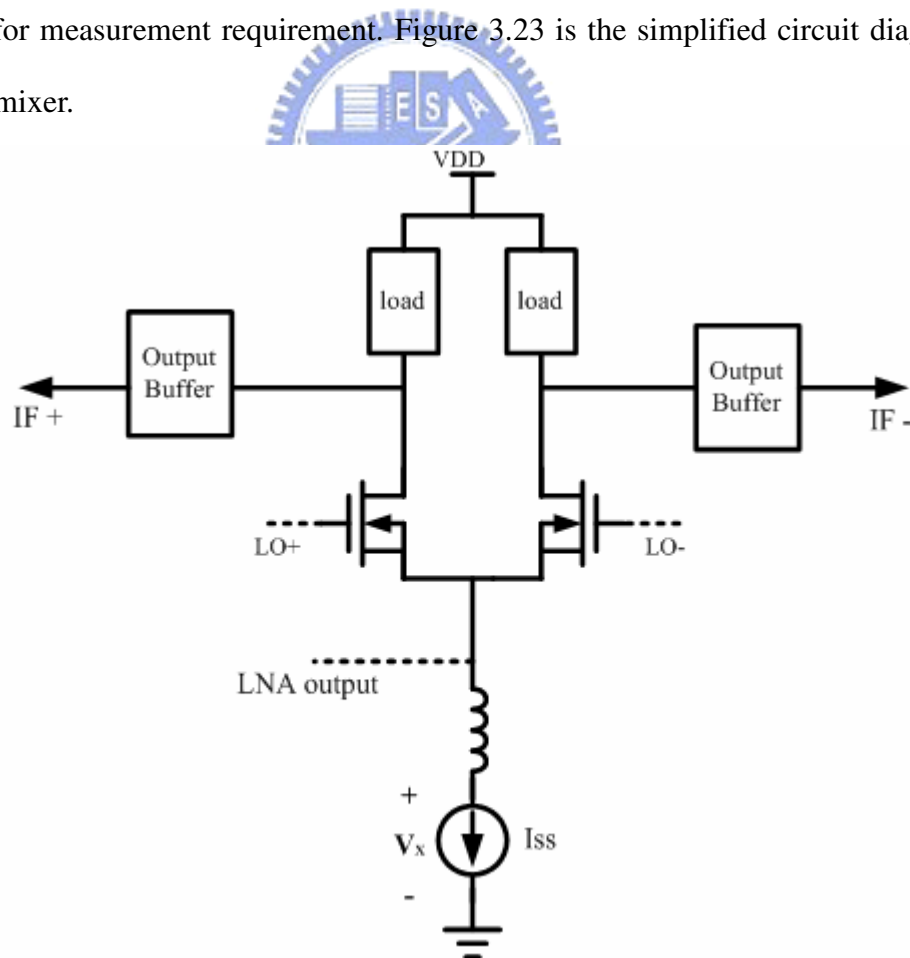 for measurement requirement. Figure 3.23 is the simplified circuit dia
mixer.
ESA
VDD
load
load
Output
Buffer
Output
Buffer
IF +
IF -
LO+
LO-
LNA output
+
Vx
Iss
-